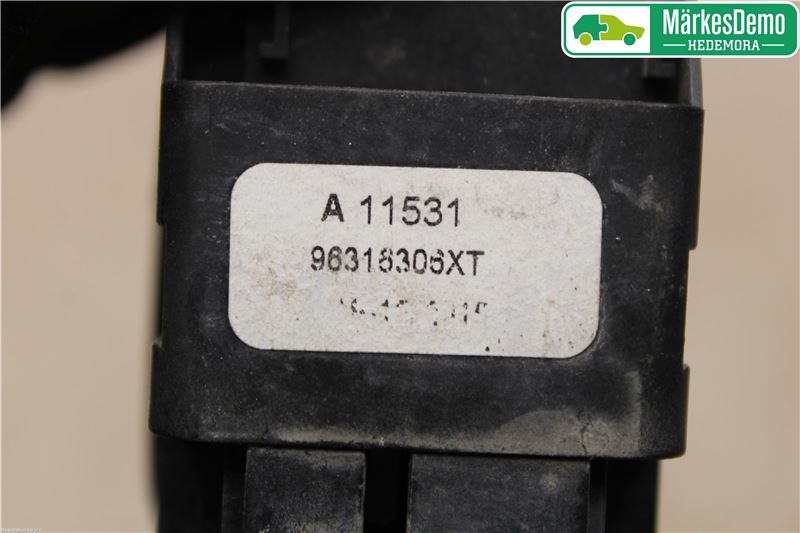 MärkesDemo
HEDEMORA
A 11531
96316306XT